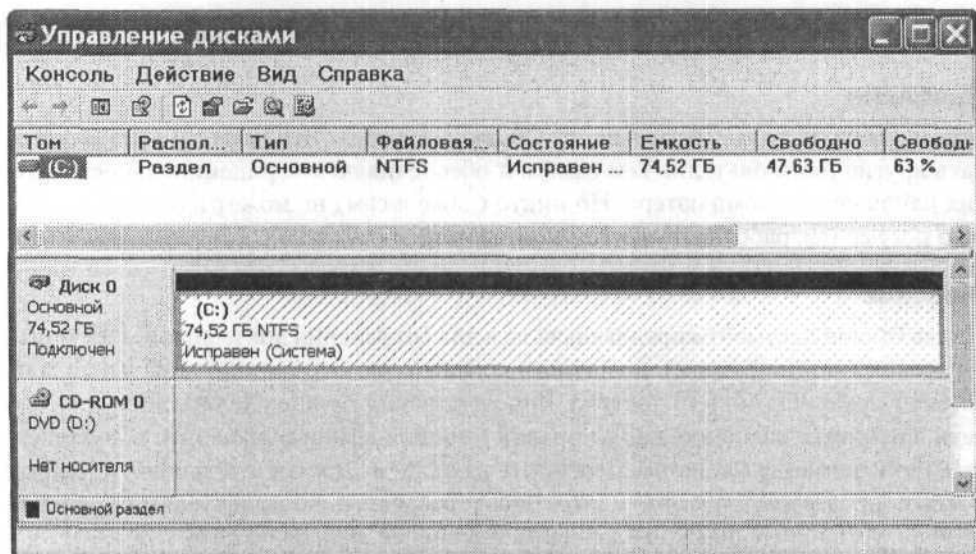 Управление дисками
Консоль Действие Вид Справка
Том Распол... Тип Файловая... Состояние Емкость Свободно Свободн
(C:) Раздел Основной NTFS Исправен ... 74,52 ГБ 47,63 ГБ 63 %
Диск 0
Основной
74,52 ГБ
Подключен
(C:)
74,52 ГБ NTFS
Исправен (Система)
CD-ROM 0
DVD (D:)
Нет носителя
Основной раздел